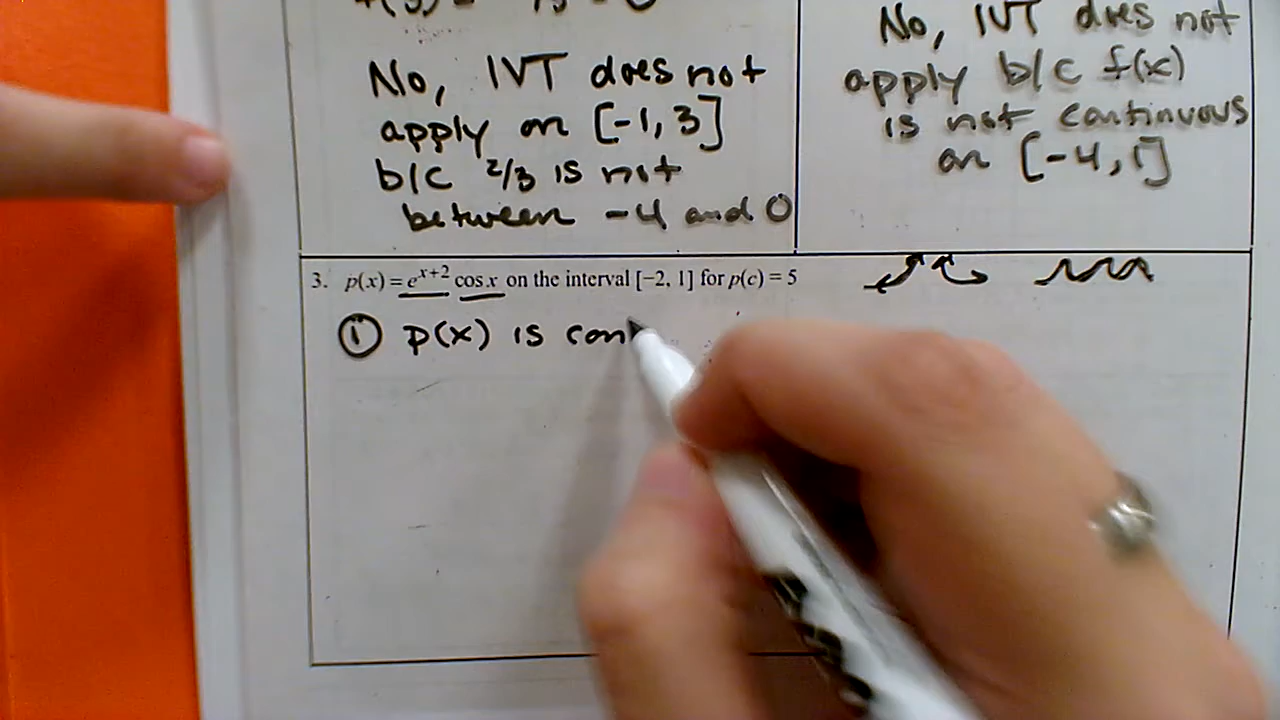 No, IVT does not
apply on [-1, 3]
b/c 2/3 is not
between -4 and 0
No, IVT does not
apply b/c f(x)
is not continuous
on [-4, 1]
3. p(x) = e^{x+2} cos x on the interval [−2, 1] for p(c) = 5
① p(x) is con